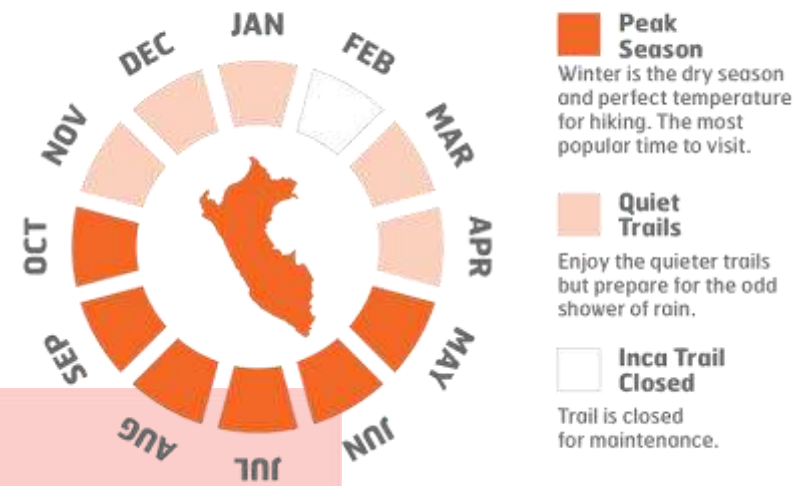 JAN
FEB
MAR
APR
MAY
JUN
JUL
AUG
SEP
OCT
NOV
DEC
Peak
Season
Winter is the dry season
and perfect temperature
for hiking. The most
popular time to visit.
Quiet
Trails
Enjoy the quieter trails
but prepare for the odd
shower of rain.
Inca Trail
Closed
Trail is closed
for maintenance.